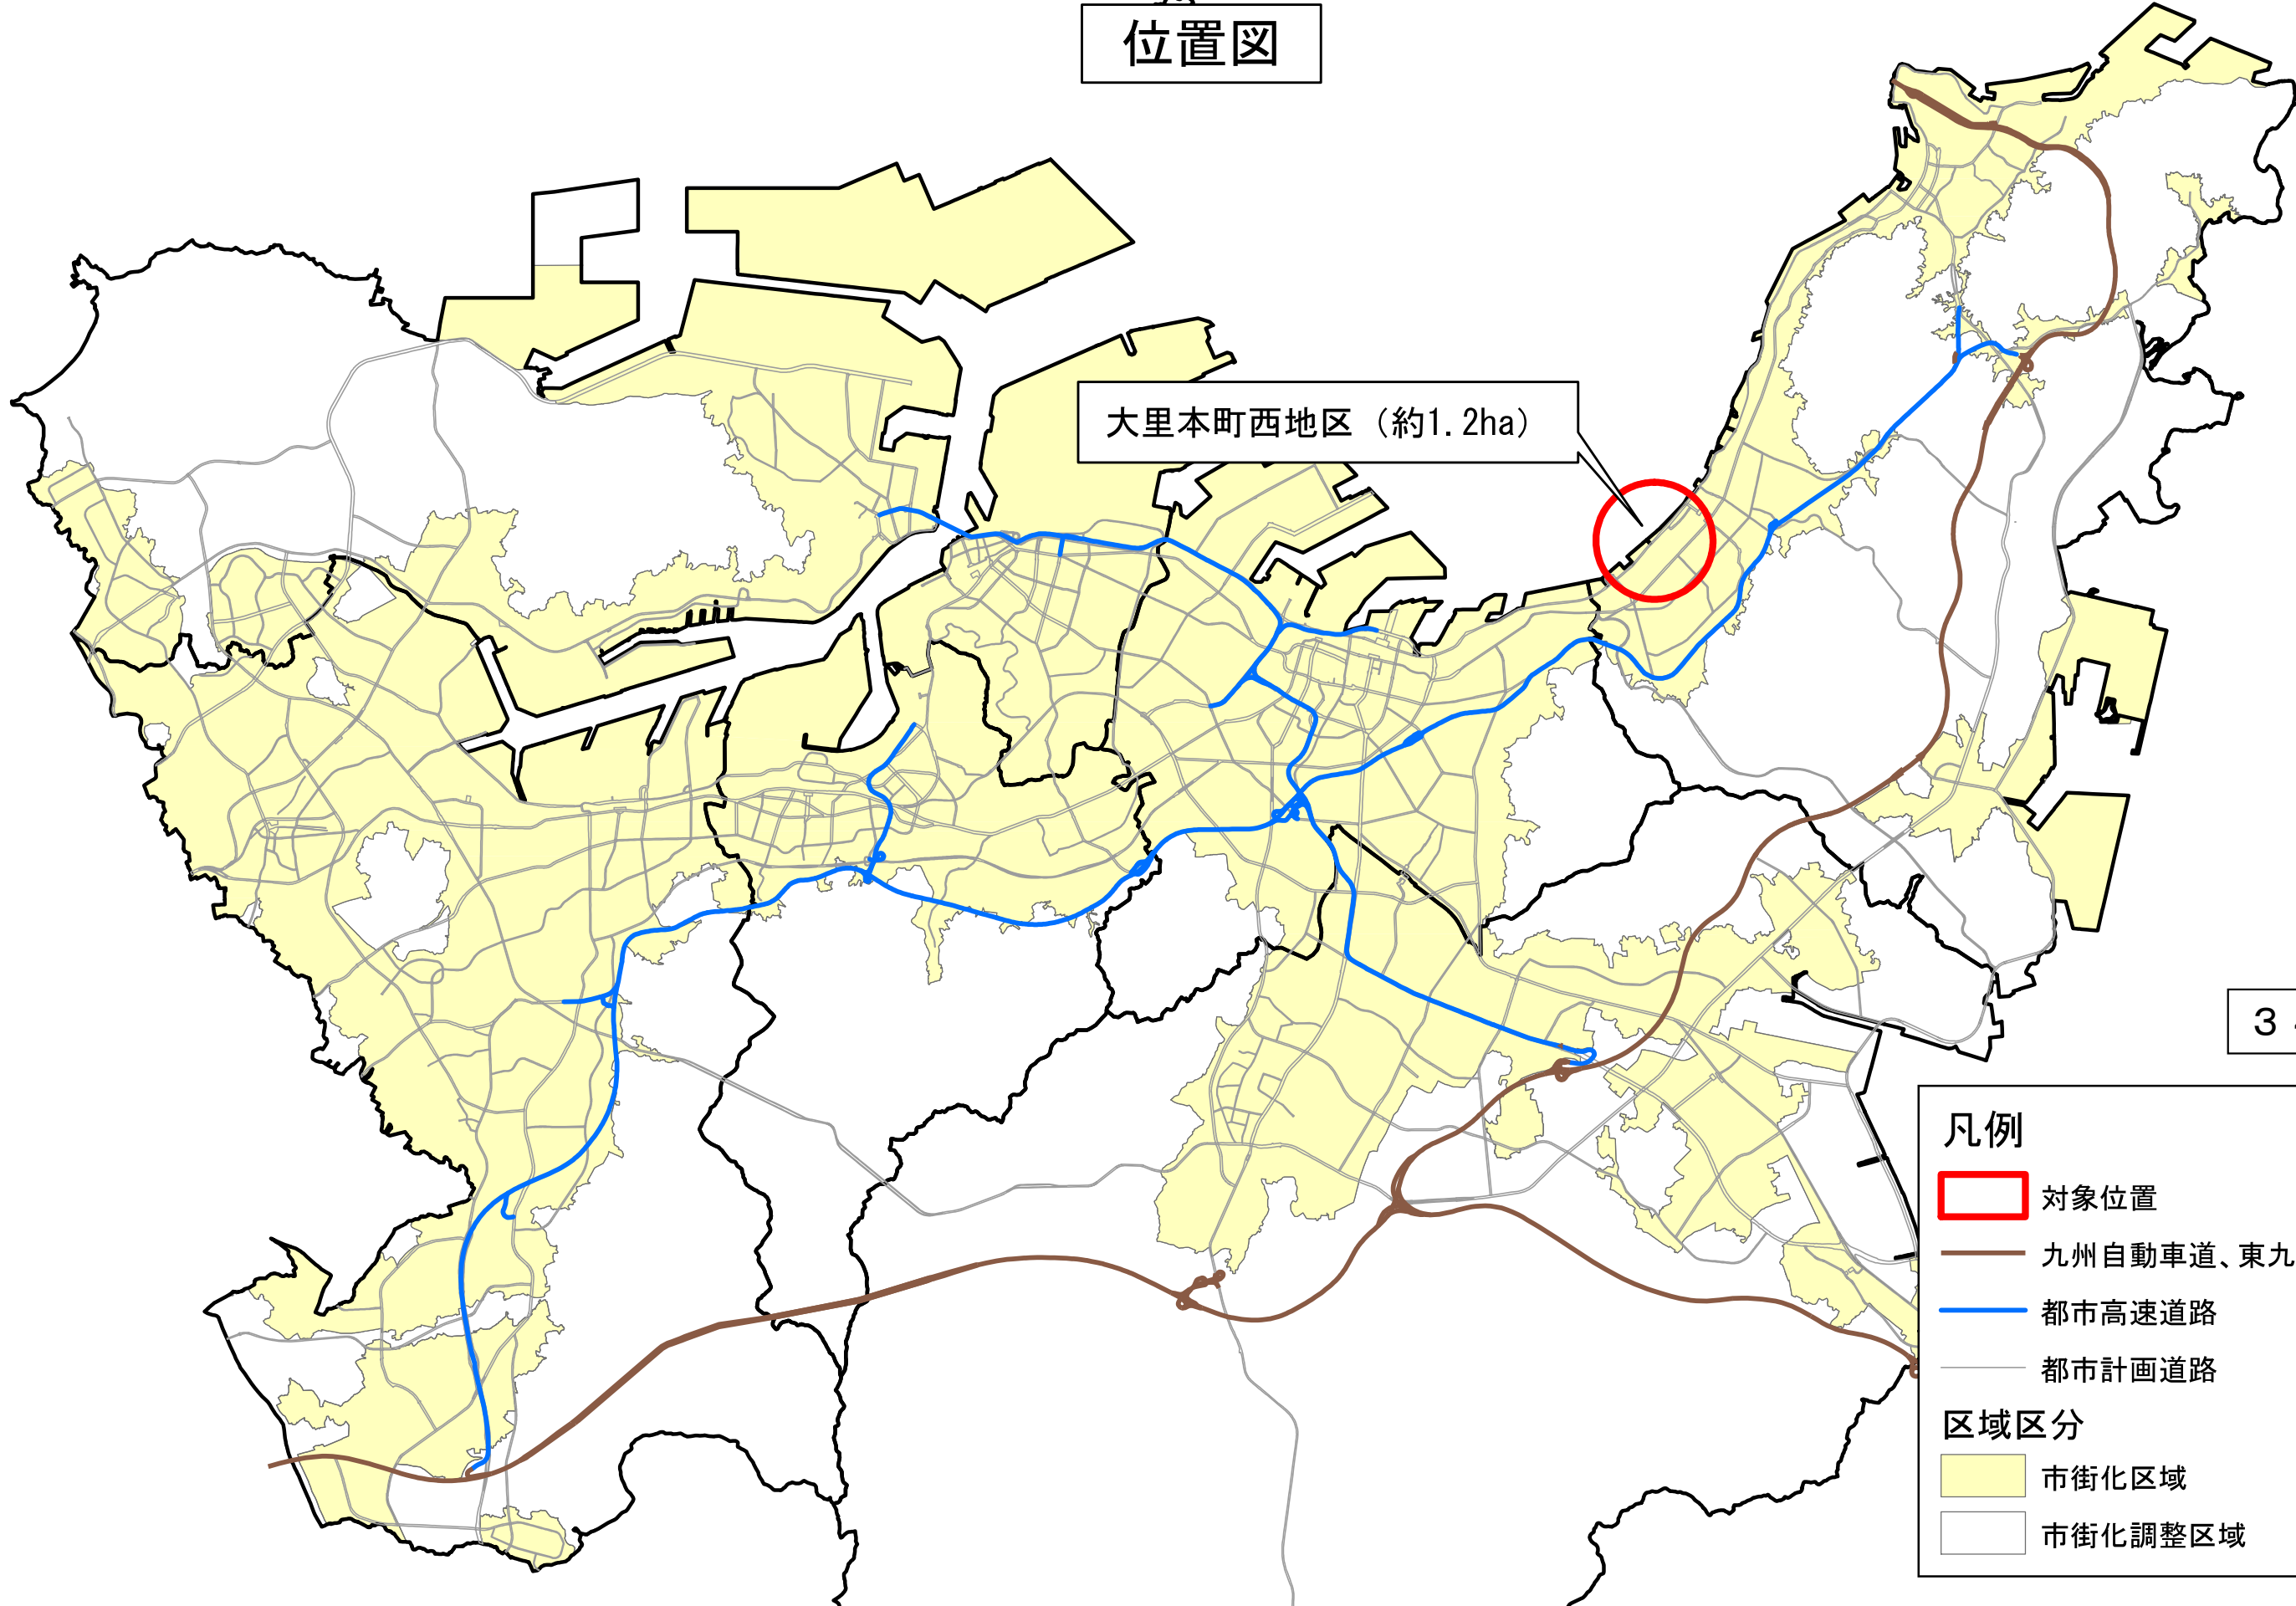 位置図
大里本町西地区（約1.2ha）
3
凡例
対象位置
九州自動車道、東九
都市高速道路
都市計画道路
区域区分
市街化区域
市街化調整区域